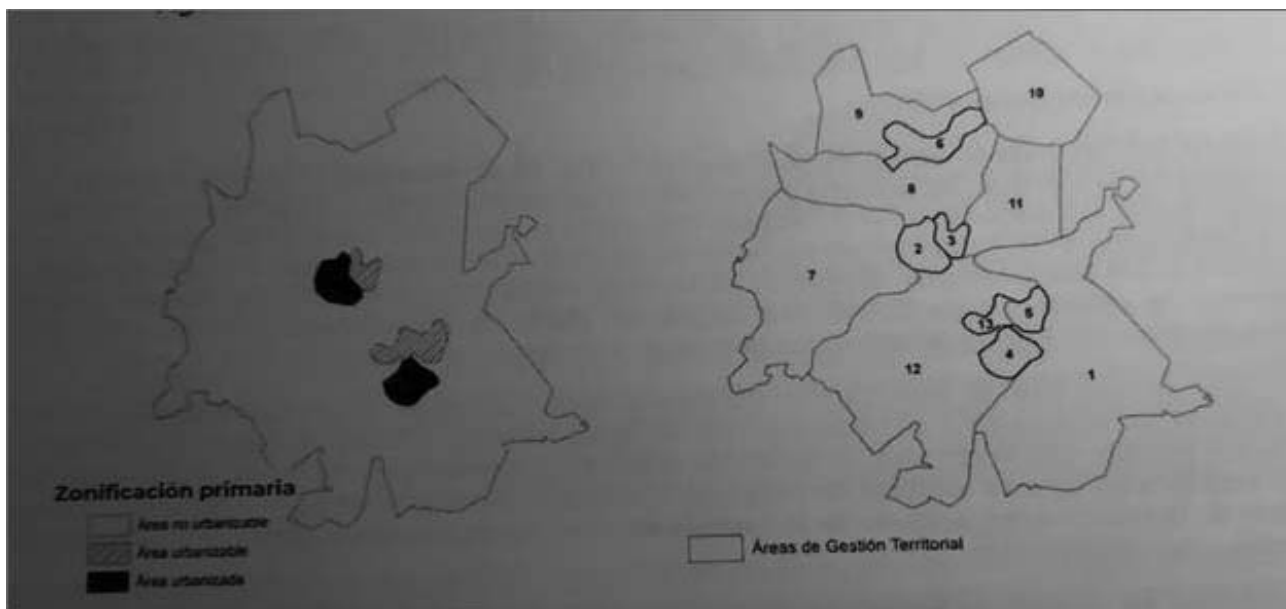 Zonificación primaria
Área no urbanizable
Área urbanizable
Área urbanizada
9
10
6
8
11
2
3
7
5
13
4
12
1
Áreas de Gestión Territorial